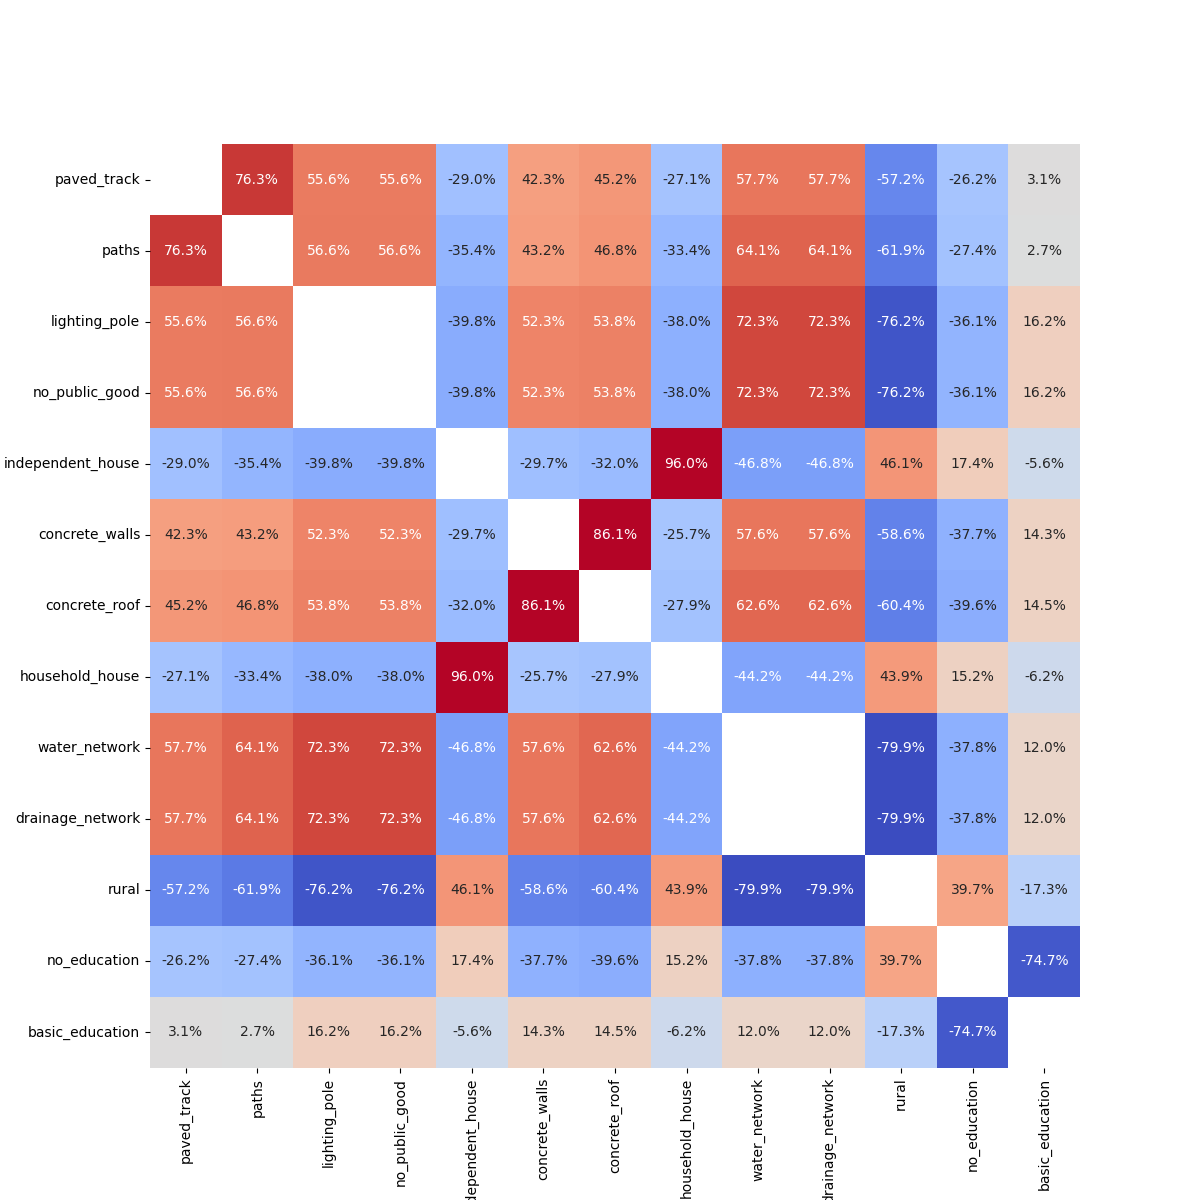 paved_track 76.3% 55.6% 55.6% -29.0% 42.3% 45.2% -27.1% 57.7% 57.7% -57.2% -26.2% 3.1%
paths 76.3% 56.6% 56.6% -35.4% 43.2% 46.8% -33.4% 64.1% 64.1% -61.9% -27.4% 2.7%
lighting_pole 55.6% 56.6% -39.8% 52.3% 53.8% -38.0% 72.3% 72.3% -76.2% -36.1% 16.2%
no_public_good 55.6% 56.6% -39.8% 52.3% 53.8% -38.0% 72.3% 72.3% -76.2% -36.1% 16.2%
independent_house -29.0% -35.4% -39.8% -39.8% -29.7% -32.0% 96.0% -46.8% -46.8% 46.1% 17.4% -5.6%
concrete_walls 42.3% 43.2% 52.3% 52.3% -29.7% 86.1% -25.7% 57.6% 57.6% -58.6% -37.7% 14.3%
concrete_roof 45.2% 46.8% 53.8% 53.8% -32.0% 86.1% -27.9% 62.6% 62.6% -60.4% -39.6% 14.5%
household_house -27.1% -33.4% -38.0% -38.0% 96.0% -25.7% -27.9% -44.2% -44.2% 43.9% 15.2% -6.2%
water_network 57.7% 64.1% 72.3% 72.3% -46.8% 57.6% 62.6% -44.2% -79.9% -37.8% 12.0%
drainage_network 57.7% 64.1% 72.3% 72.3% -46.8% 57.6% 62.6% -44.2% -79.9% -37.8% 12.0%
rural -57.2% -61.9% -76.2% -76.2% 46.1% -58.6% -60.4% 43.9% -79.9% -79.9% 39.7% -17.3%
no_education -26.2% -27.4% -36.1% -36.1% 17.4% -37.7% -39.6% 15.2% -37.8% -37.8% 39.7% -74.7%
basic_education 3.1% 2.7% 16.2% 16.2% -5.6% 14.3% 14.5% -6.2% 12.0% 12.0% -17.3% -74.7%
paved_track
paths
lighting_pole
no_public_good
dependent_house
concrete_walls
concrete_roof
household_house
water_network
drainage_network
rural
no_education
basic_education